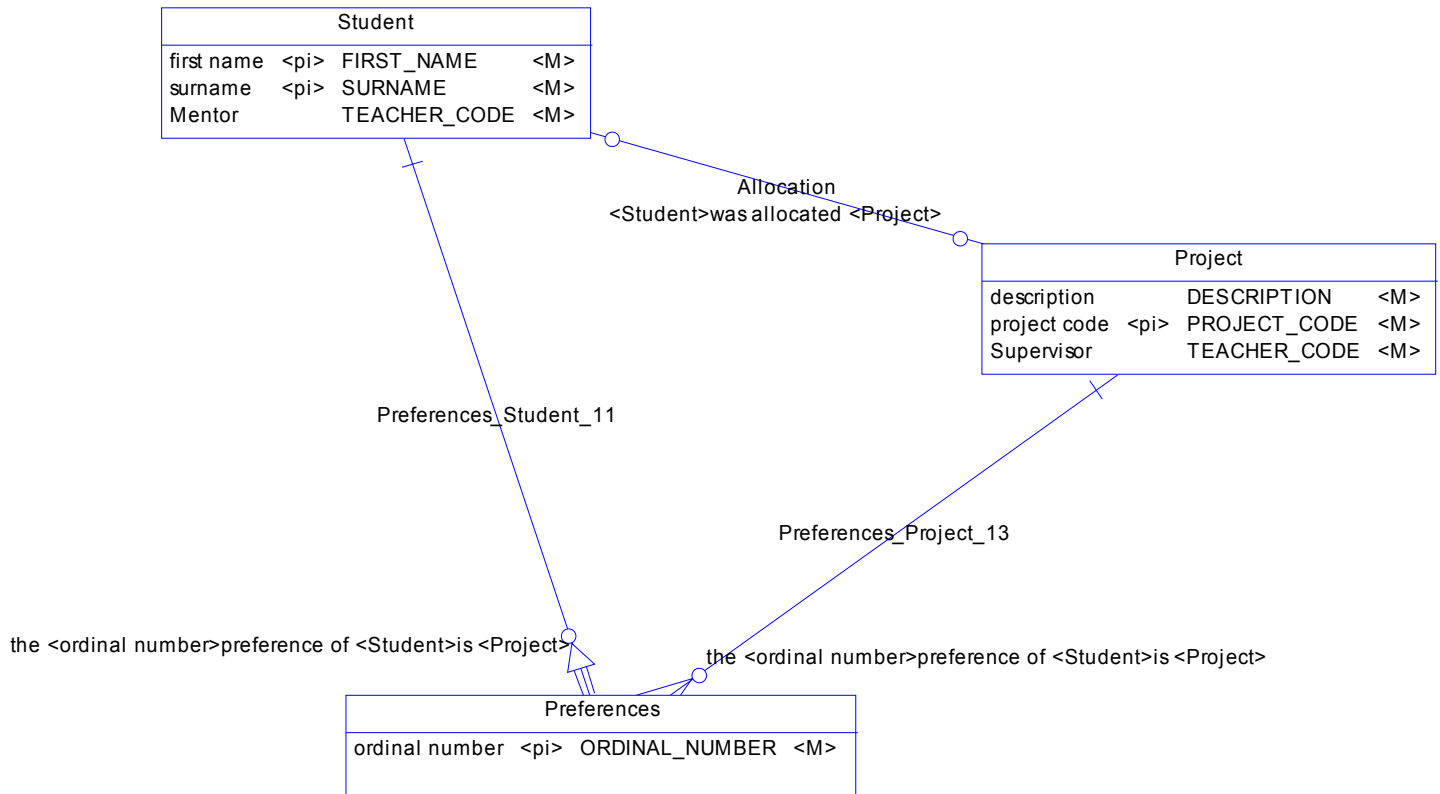 Student
first name <pi> FIRST_NAME <M>
surname <pi> SURNAME <M>
Mentor TEACHER_CODE <M>
Allocation
<Student>was allocated <Project>
Project
description DESCRIPTION <M>
project code <pi> PROJECT_CODE <M>
Supervisor TEACHER_CODE <M>
Preferences_Student_11
Preferences_Project_13
the <ordinal number>preference of <Student>is <Project>
the <ordinal number>preference of <Student>is <Project>
Preferences
ordinal number <pi> ORDINAL_NUMBER <M>